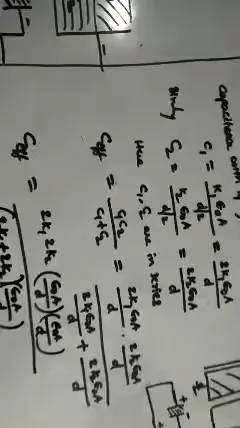 Capacitance
C₁ = K₁ε₀A / d/2 = 2K₁ε₀A / d
Simly C₂ = K₂ε₀A / d/2 = 2K₂ε₀A / d
Here C₁, C₂ are in series
Ceff = C₁C₂ / C₁+C₂ = (2K₁ε₀A / d · 2K₂ε₀A / d) / (2K₁ε₀A / d + 2K₂ε₀A / d)
Ceff = 2K₁ 2K₂ (ε₀A / d)(ε₀A / d) / (2K₁+2K₂)(ε₀A / d)